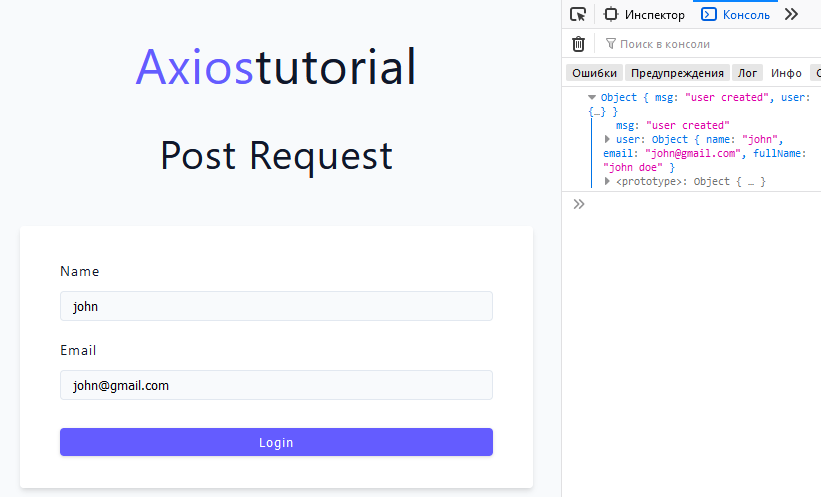 Axiostutorial
Post Request
Name
john
Email
john@gmail.com
Login
Инспектор Консоль
Поиск в консоли
Ошибки Предупреждения Лог Инфо
Object { msg: "user created", user:
{…} }
msg: "user created"
user: Object { name: "john",
email: "john@gmail.com", fullName:
"john doe" }
<prototype>: Object { … }